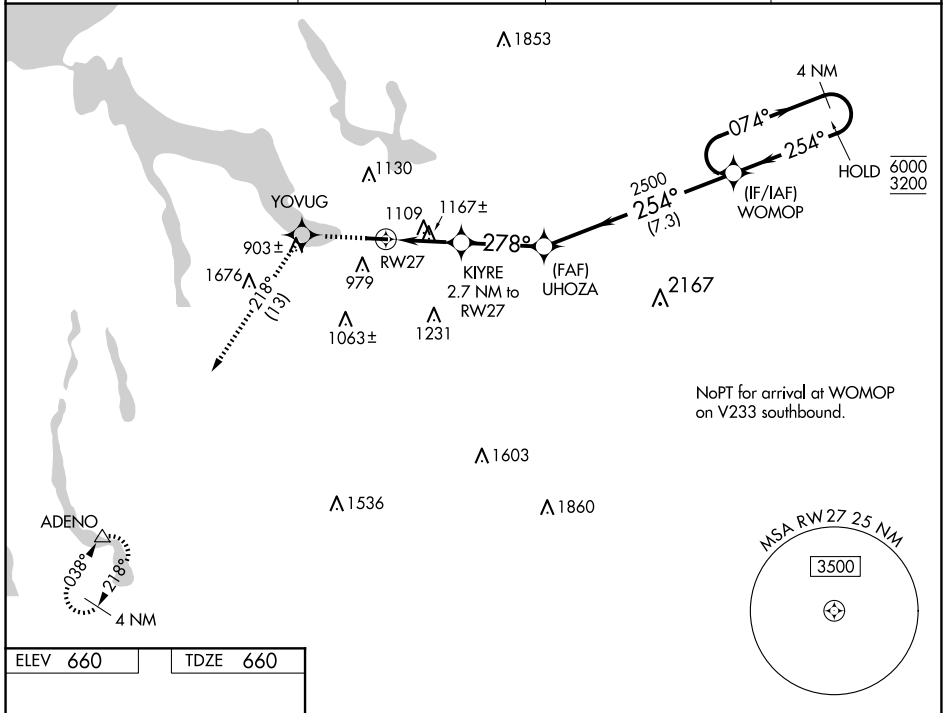 1853
4 NM
074°
254°
HOLD 6000
3200
1130
2500
254°
(7.3)
(IF/IAF)
WOMOP
YOVUG
1109
1167±
903±
RW27
278°
1676
218°
(13)
979
KIYRE
2.7 NM to
RW27
(FAF)
UHOZA
2167
1063±
1231
NoPT for arrival at WOMOP
on V233 southbound.
1603
1536
1860
ADENO
038°
218°
4 NM
MSA RW27 25 NM
3500
ELEV 660
TDZE 660